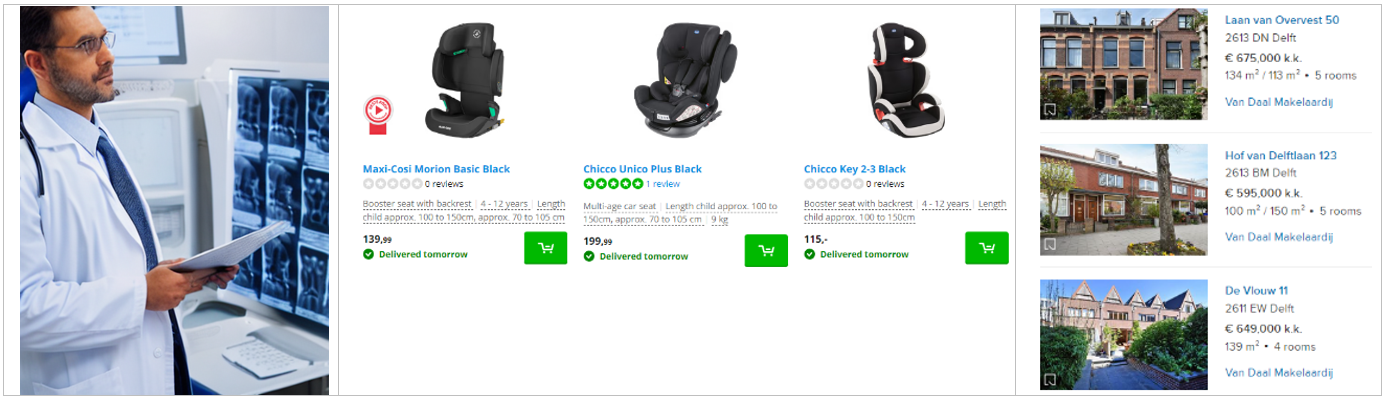 Maxi-Cosi Morion Basic Black
0 reviews
Booster seat with backrest | 4 - 12 years | Length
child approx. 100 to 150cm, approx. 70 to 105 cm
139,99
Delivered tomorrow
Chicco Unico Plus Black
1 review
Multi-age car seat | Length child approx. 100 to
150cm, approx. 70 to 105 cm | 9 kg
199,99
Delivered tomorrow
Chicco Key 2-3 Black
0 reviews
Booster seat with backrest | 4 - 12 years | Length
child approx. 100 to 150cm
115,-
Delivered tomorrow
Laan van Overvest 50
2613 DN Delft
€ 675,000 k.k.
134 m² / 113 m² • 5 rooms
Van Daal Makelaardij
Hof van Delftlaan 123
2613 BM Delft
€ 595,000 k.k.
100 m² / 150 m² • 5 rooms
Van Daal Makelaardij
De Vlouw 11
2611 EW Delft
€ 649,000 k.k.
139 m² • 4 rooms
Van Daal Makelaardij